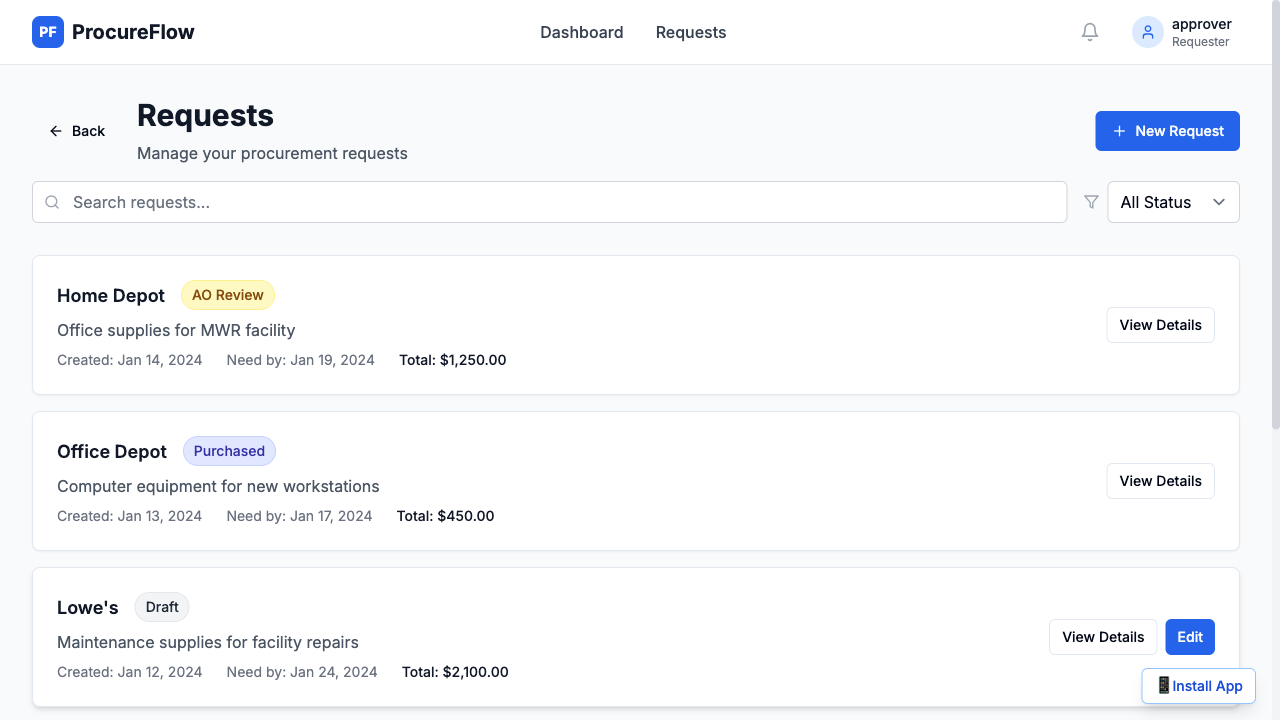 PF ProcureFlow Dashboard Requests approver
Requester
Back Requests
Manage your procurement requests
New Request
Search requests... All Status
Home Depot AO Review
Office supplies for MWR facility
Created: Jan 14, 2024 Need by: Jan 19, 2024 Total: $1,250.00
View Details
Office Depot Purchased
Computer equipment for new workstations
Created: Jan 13, 2024 Need by: Jan 17, 2024 Total: $450.00
View Details
Lowe's Draft
Maintenance supplies for facility repairs
Created: Jan 12, 2024 Need by: Jan 24, 2024 Total: $2,100.00
View Details Edit
Install App